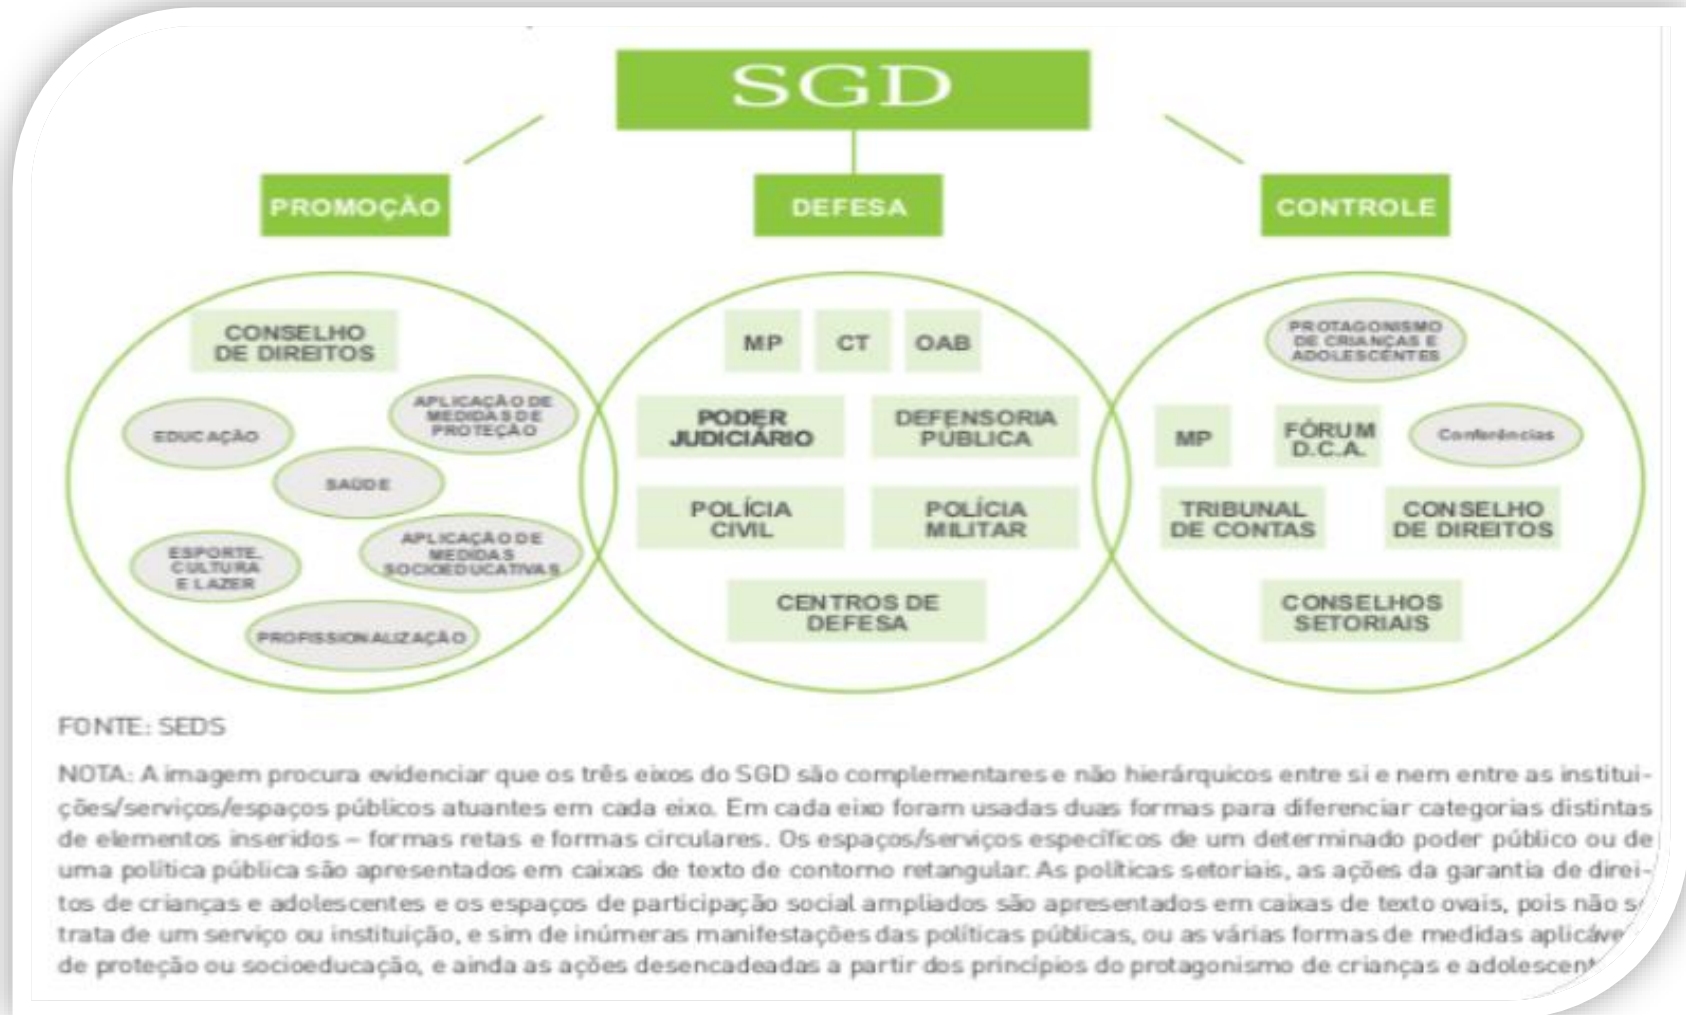 SGD
PROMOÇÃO
DEFESA
CONTROLE
CONSELHO
DE DIREITOS
EDUCAÇÃO
APLICAÇÃO DE
MEDIDAS DE
PROTEÇÃO
SAÚDE
ESPORTE,
CULTURA
E LAZER
APLICAÇÃO DE
MEDIDAS
SOCIOEDUCATIVAS
PROFISSIONALIZAÇÃO
MP
CT
OAB
PODER
JUDICIÁRIO
DEFENSORIA
PÚBLICA
POLÍCIA
CIVIL
POLÍCIA
MILITAR
CENTROS DE
DEFESA
PROTAGONISMO
DE CRIANÇAS E
ADOLESCENTES
MP
FÓRUM
D.C.A.
Conferências
TRIBUNAL
DE CONTAS
CONSELHO
DE DIREITOS
CONSELHOS
SETORIAIS
FONTE: SEDS
NOTA: A imagem procura evidenciar que os três eixos do SGD são complementares e não hierárquicos entre si e nem entre as institui-
ções/serviços/espaços públicos atuantes em cada eixo. Em cada eixo foram usadas duas formas para diferenciar categorias distintas
de elementos inseridos – formas retas e formas circulares. Os espaços/serviços específicos de um determinado poder público ou de
uma política pública são apresentados em caixas de texto de contorno retangular. As políticas setoriais, as ações da garantia de direi-
tos de crianças e adolescentes e os espaços de participação social ampliados são apresentados em caixas de texto ovais, pois não
trata de um serviço ou instituição, e sim de inúmeras manifestações das políticas públicas, ou as várias formas de medidas
de proteção ou socioeducação, e ainda as ações desencadeadas a partir dos princípios do protagonismo de crianças e